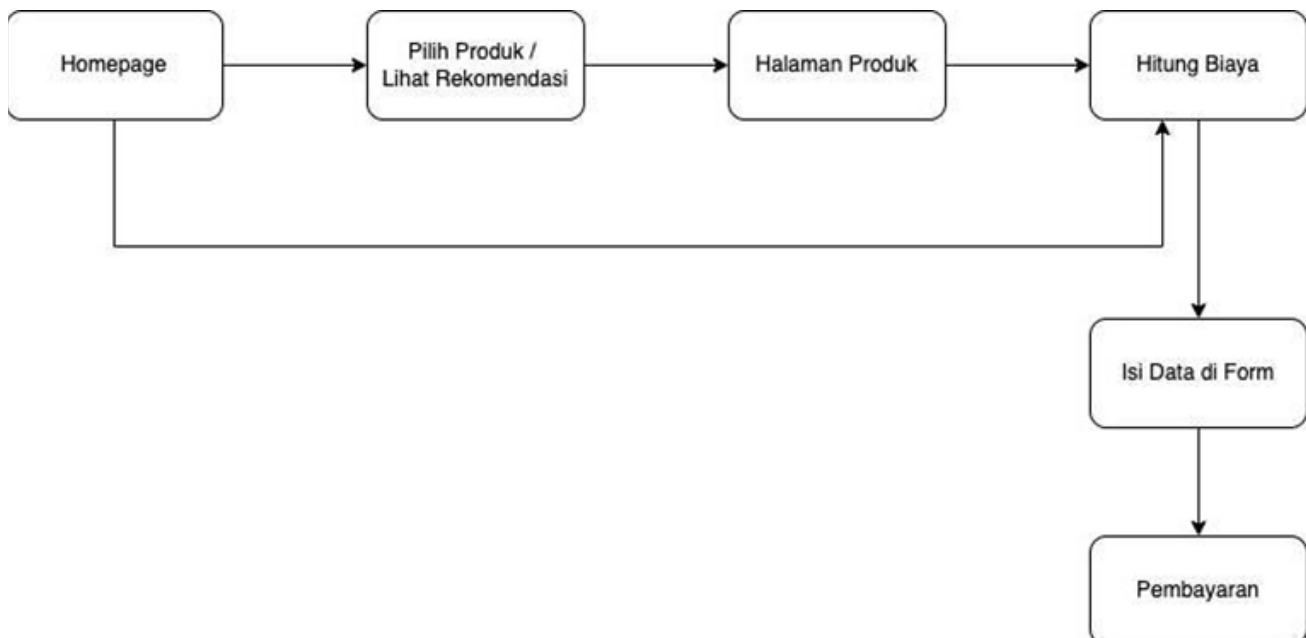 Homepage
Pilih Produk /
Lihat Rekomendasi
Halaman Produk
Hitung Biaya
Isi Data di Form
Pembayaran